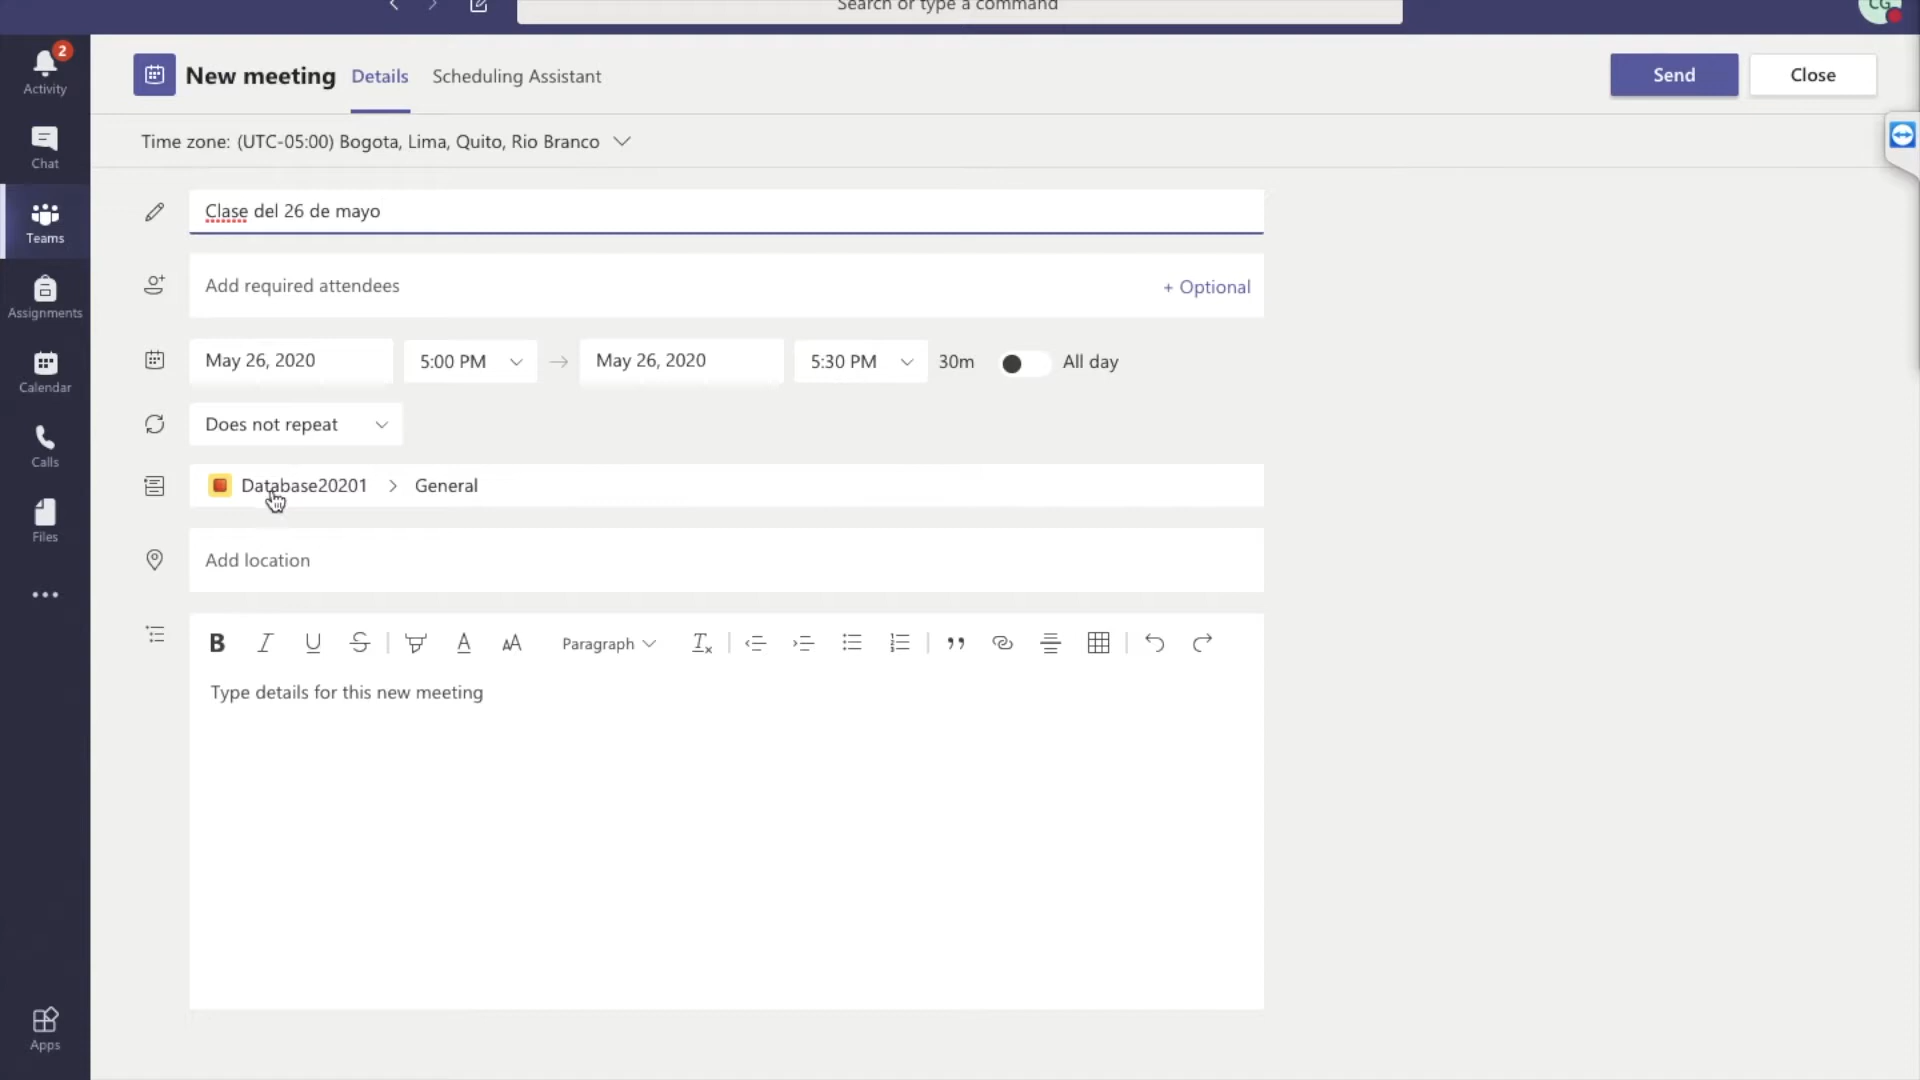 Search or type a command
CG
2
Activity
Chat
Teams
Assignments
Calendar
Calls
Files
Apps
New meeting Details Scheduling Assistant
Send Close
Time zone: (UTC-05:00) Bogota, Lima, Quito, Rio Branco
Clase del 26 de mayo
Add required attendees + Optional
May 26, 2020 5:00 PM May 26, 2020 5:30 PM 30m All day
Does not repeat
Database20201 > General
Add location
B I U S A AA Paragraph
Type details for this new meeting